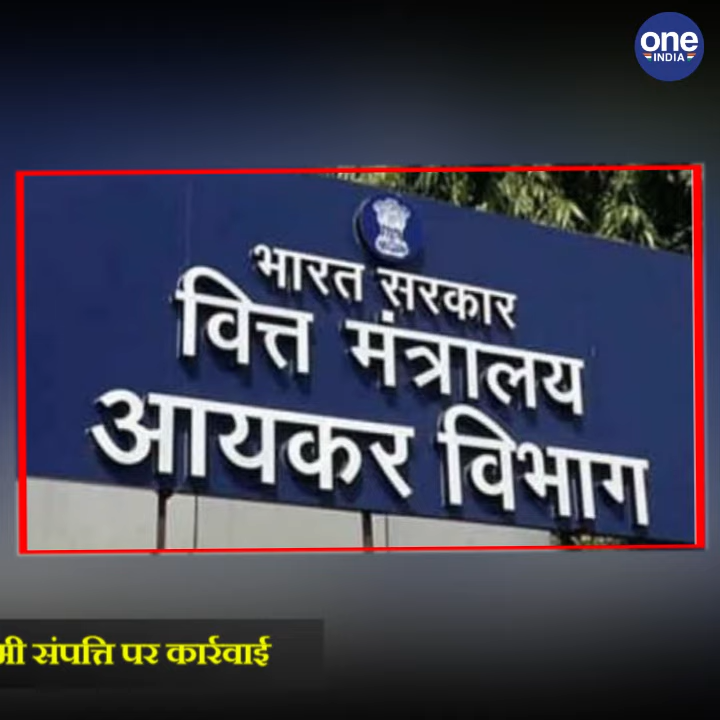 one
INDIA
भारत सरकार
वित्त मंत्रालय
आयकर विभाग
संपत्ति पर कार्रवाई